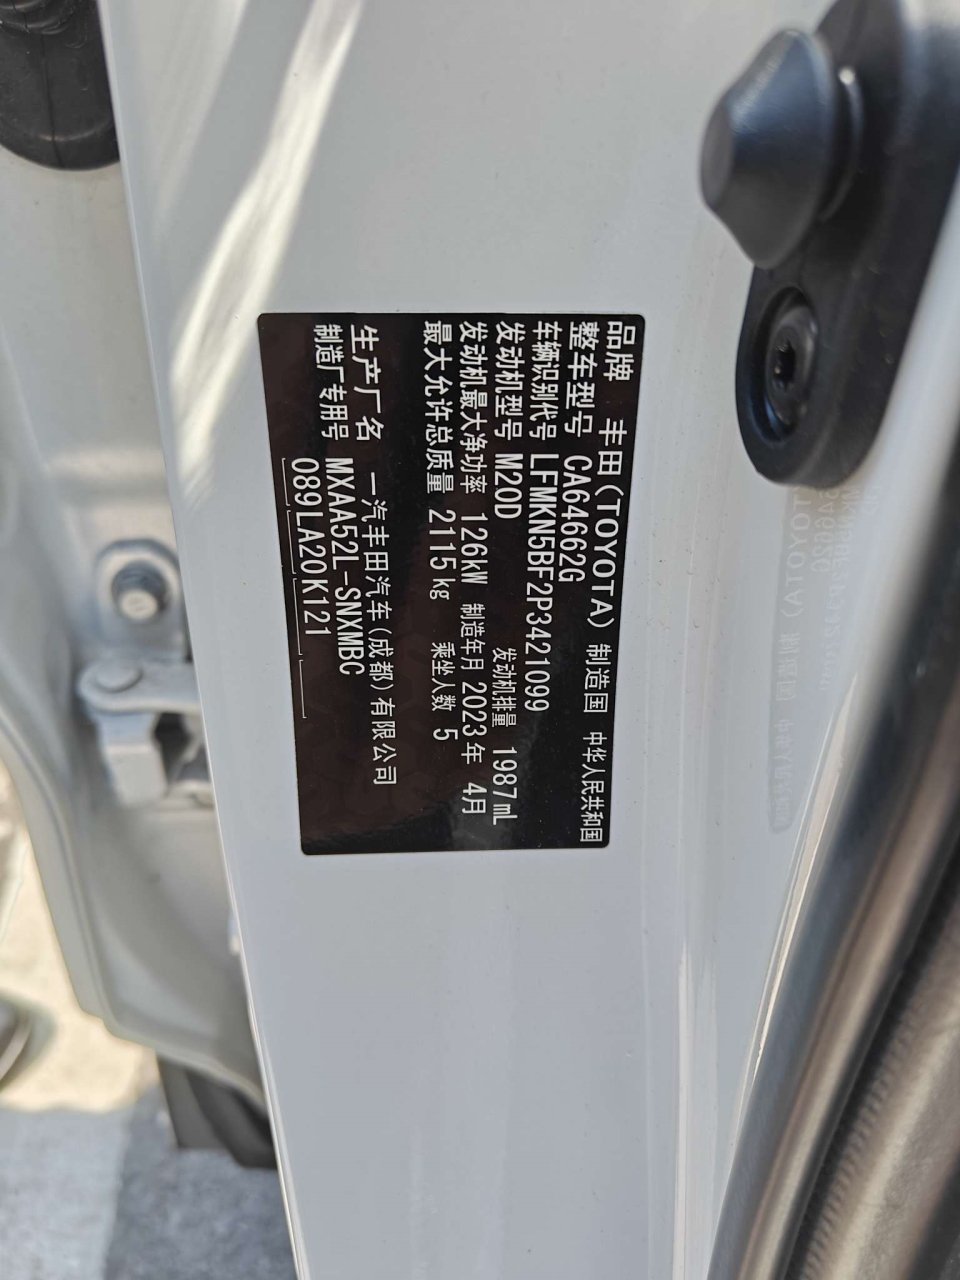 品牌 丰田(TOYOTA) 制造国 中华人民共和国
整车型号 CA64662G
车辆识别代号 LFMKN5BF2P3421099
发动机型号 M20D 发动机排量 1987mL
发动机最大净功率 126kW 制造年月 2023年 4月
最大允许总质量 2115kg 乘坐人数 5
生产厂名 一汽丰田汽车(成都)有限公司
制造厂专用号 MXAA52L-SNXMBC
089LA20K121